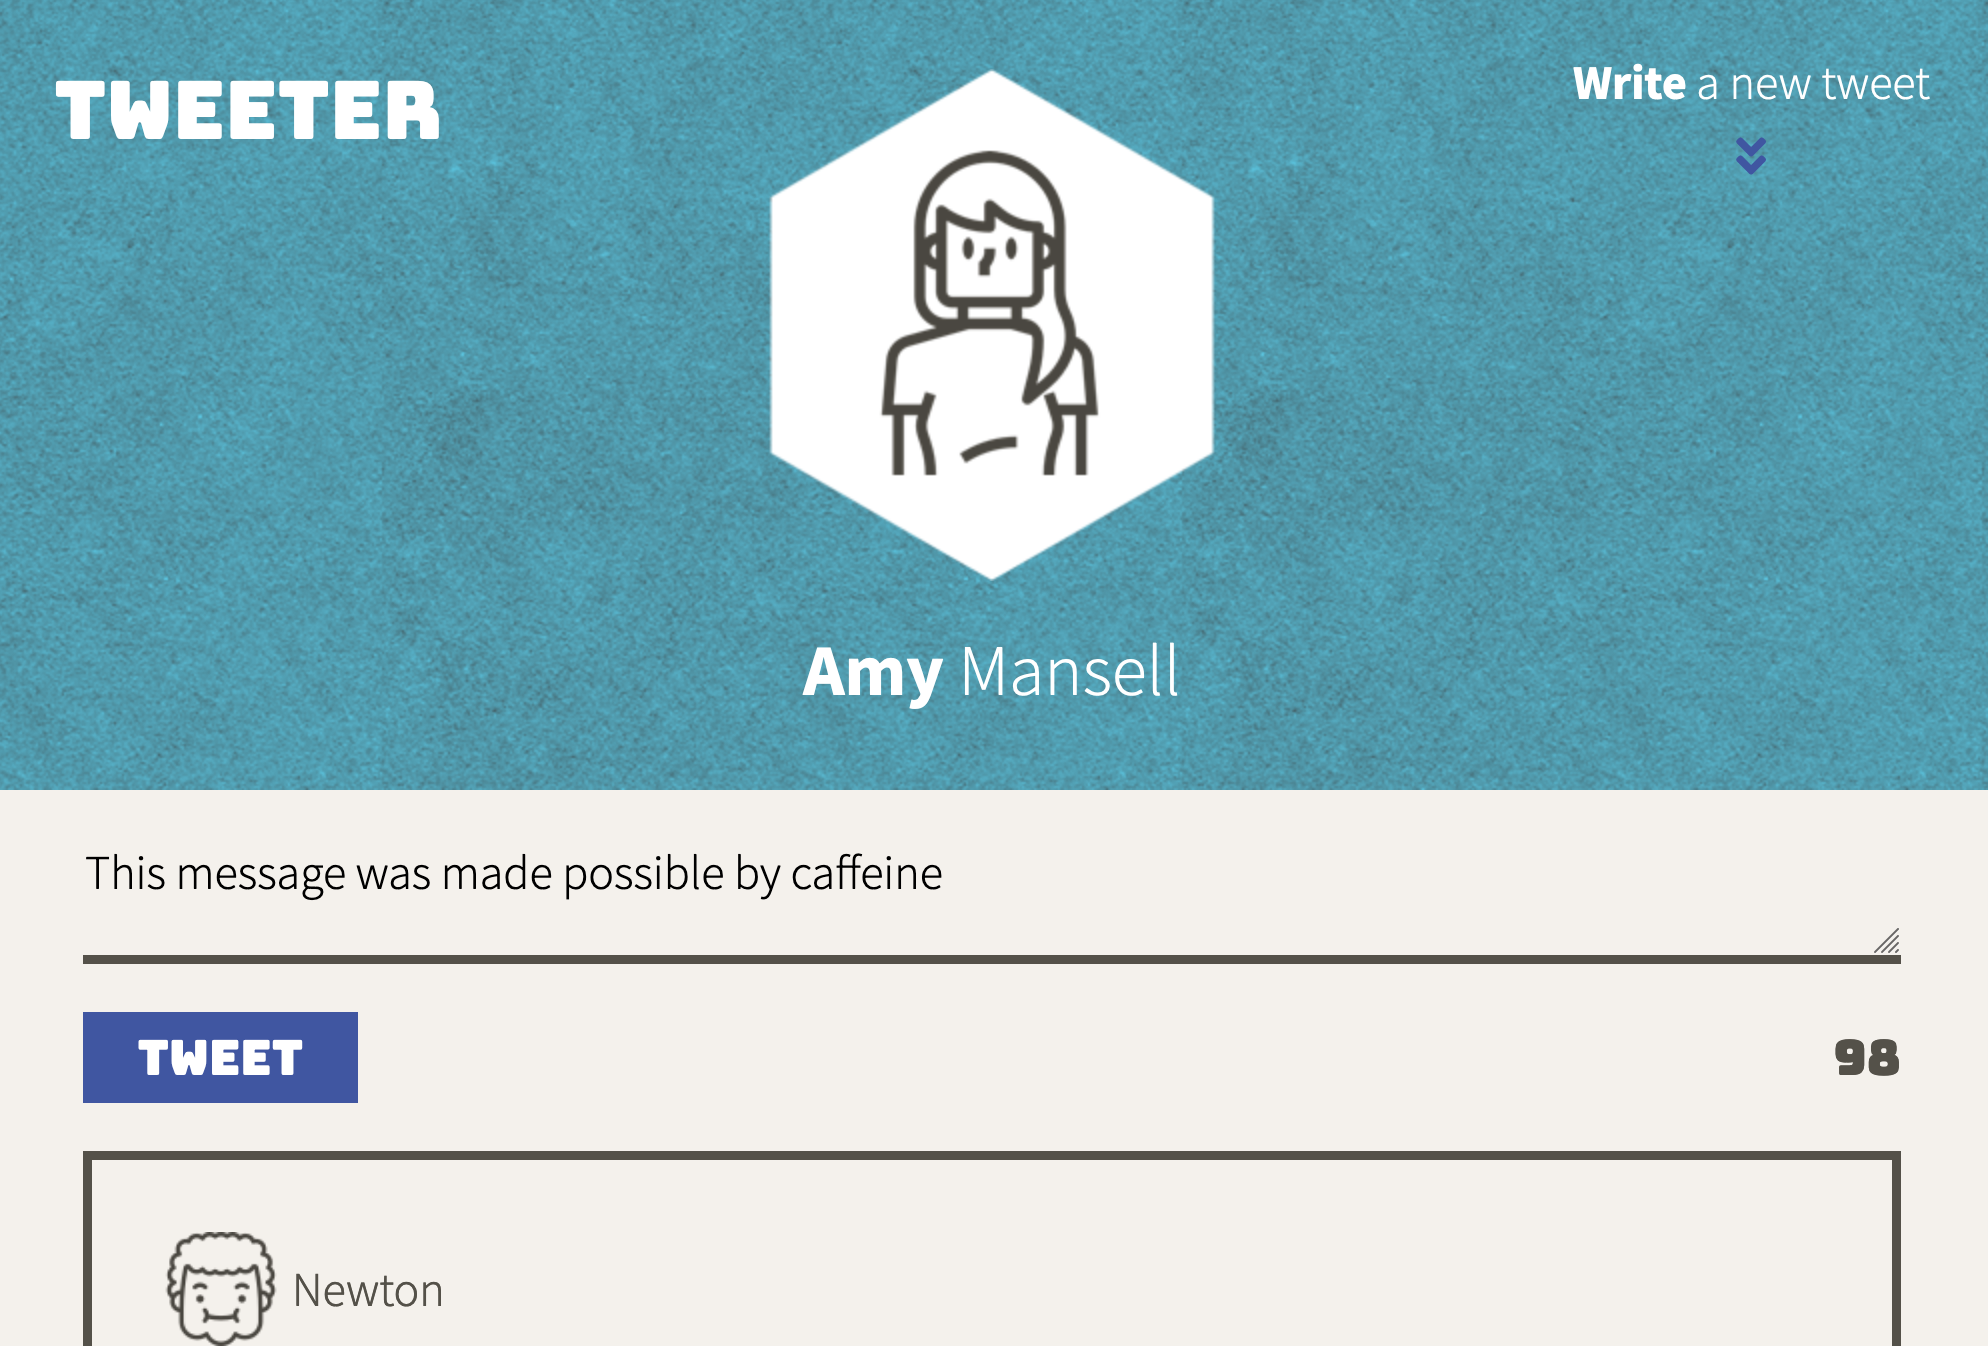 TWEETER
Write a new tweet
Amy Mansell
This message was made possible by caffeine
TWEET
98
Newton